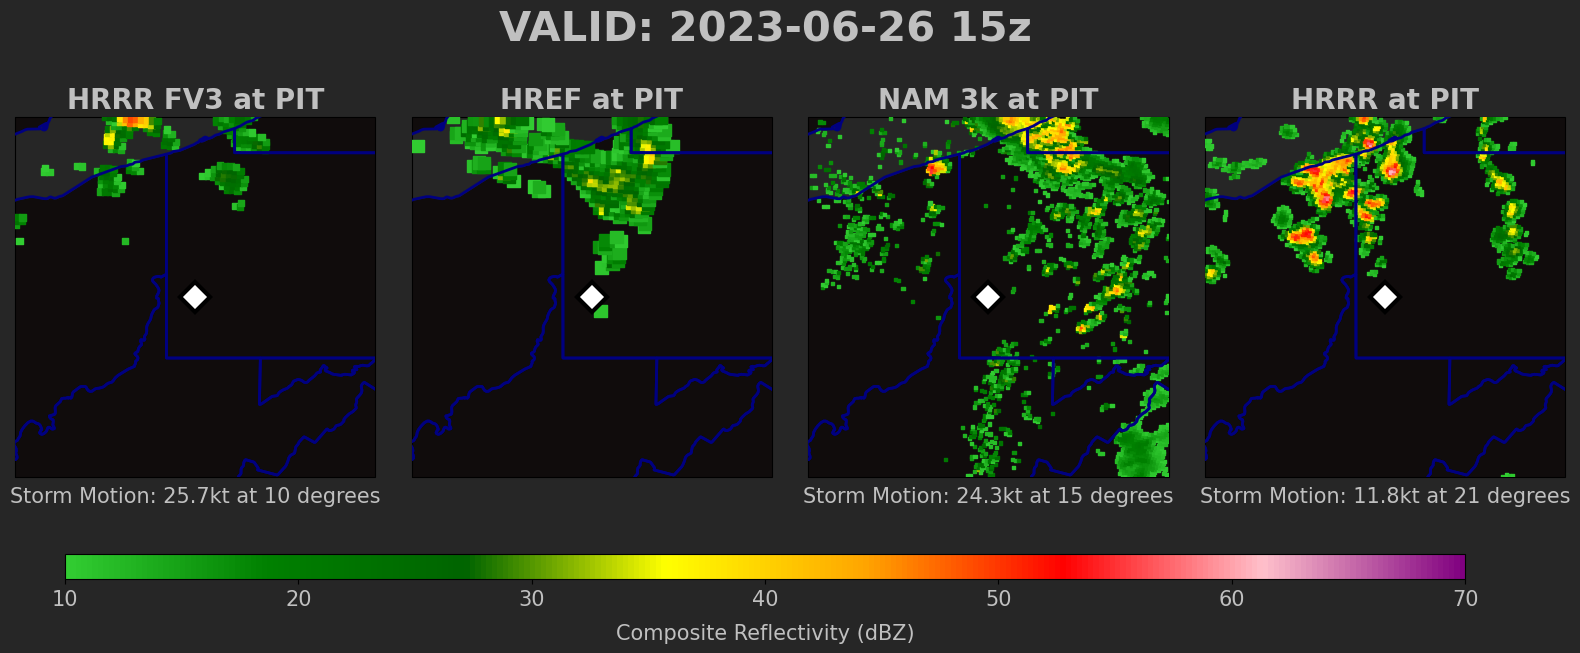 VALID: 2023-06-26 15z
HRRR FV3 at PIT
HREF at PIT
NAM 3k at PIT
HRRR at PIT
Storm Motion: 25.7kt at 10 degrees
Storm Motion: 24.3kt at 15 degrees
Storm Motion: 11.8kt at 21 degrees
10 20 30 40 50 60 70
Composite Reflectivity (dBZ)